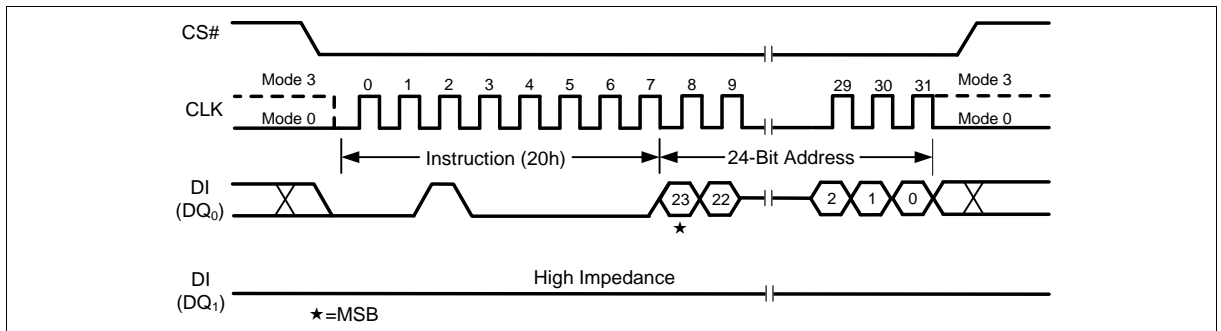 CS#
Mode 3 0 1 2 3 4 5 6 7 8 9 29 30 31 Mode 3
CLK
Mode 0 Mode 0
Instruction (20h) 24-Bit Address
DI
(DQ0) 23 22 2 1 0
★
High Impedance
DI
(DQ1)
★=MSB